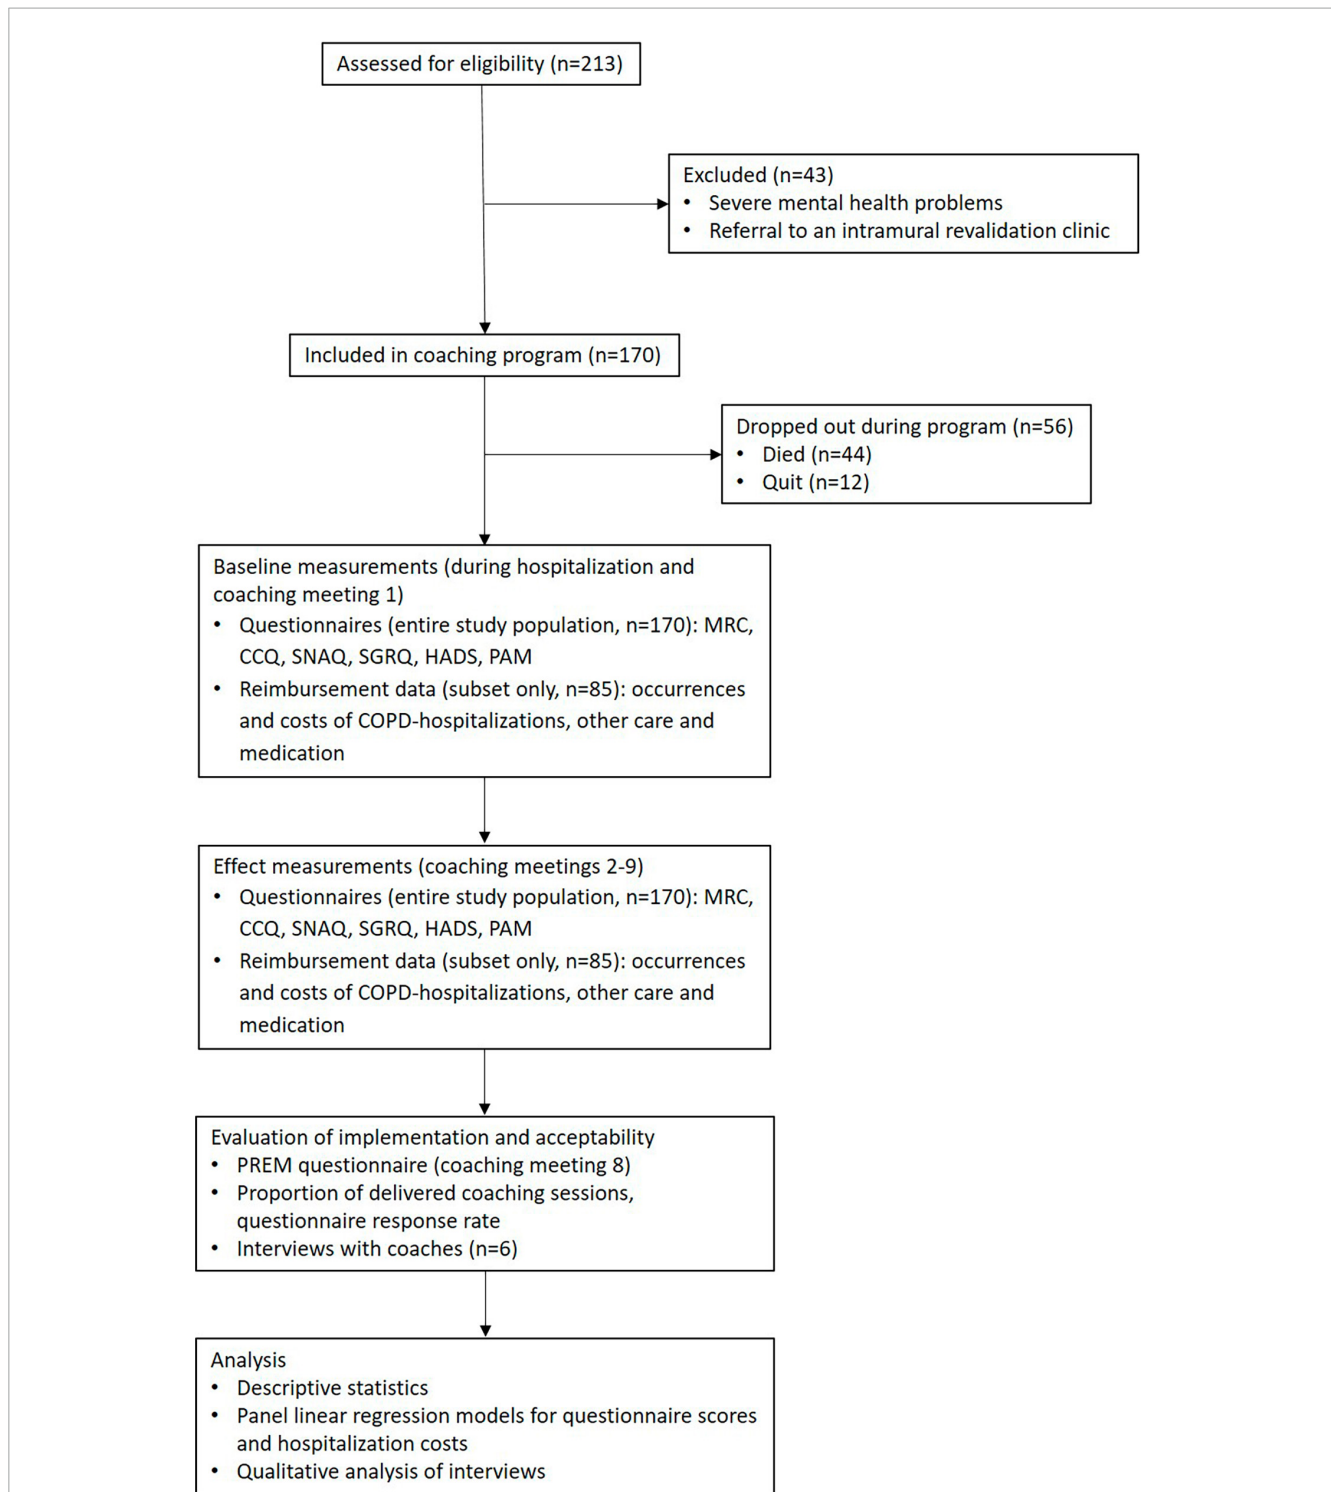 Assessed for eligibility (n=213)
Excluded (n=43)
• Severe mental health problems
• Referral to an intramural revalidation clinic
Included in coaching program (n=170)
Dropped out during program (n=56)
• Died (n=44)
• Quit (n=12)
Baseline measurements (during hospitalization and
coaching meeting 1)
• Questionnaires (entire study population, n=170): MRC,
CCQ, SNAQ, SGRQ, HADS, PAM
• Reimbursement data (subset only, n=85): occurrences
and costs of COPD-hospitalizations, other care and
medication
Effect measurements (coaching meetings 2-9)
• Questionnaires (entire study population, n=170): MRC,
CCQ, SNAQ, SGRQ, HADS, PAM
• Reimbursement data (subset only, n=85): occurrences
and costs of COPD-hospitalizations, other care and
medication
Evaluation of implementation and acceptability
• PREM questionnaire (coaching meeting 8)
• Proportion of delivered coaching sessions,
questionnaire response rate
• Interviews with coaches (n=6)
Analysis
• Descriptive statistics
• Panel linear regression models for questionnaire scores
and hospitalization costs
• Qualitative analysis of interviews